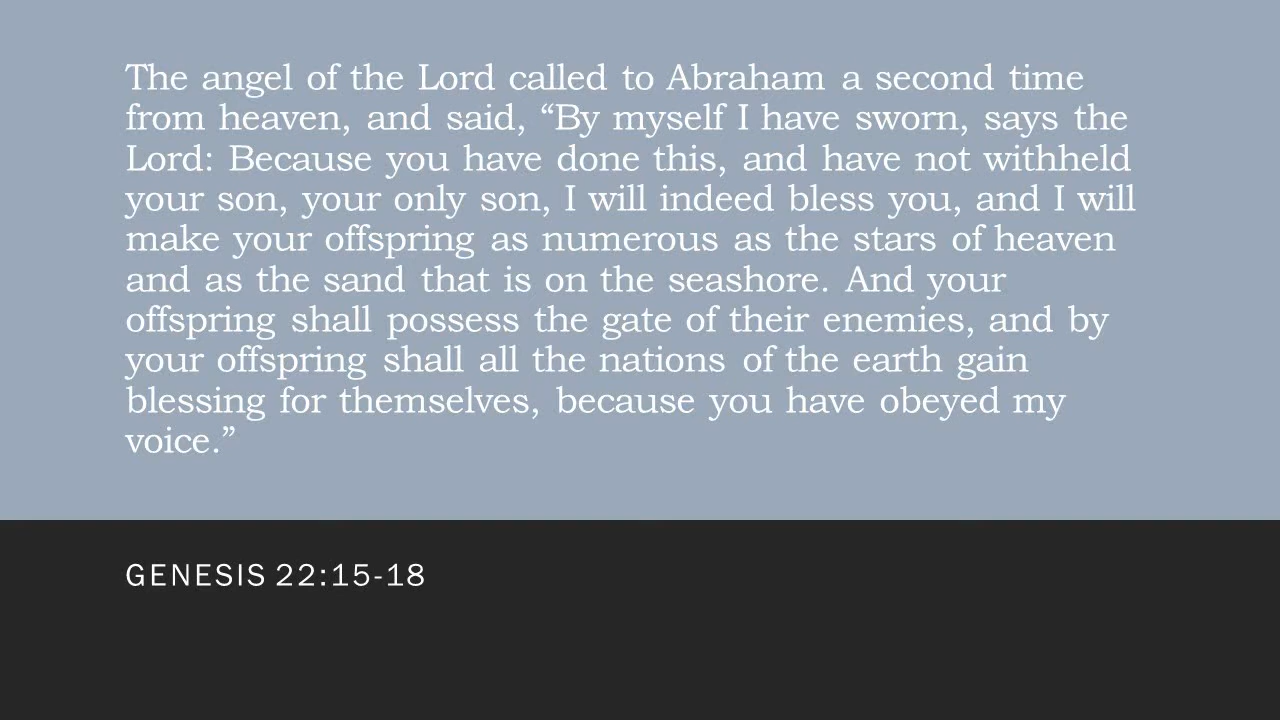 The angel of the Lord called to Abraham a second time
from heaven, and said, “By myself I have sworn, says the
Lord: Because you have done this, and have not withheld
your son, your only son, I will indeed bless you, and I will
make your offspring as numerous as the stars of heaven
and as the sand that is on the seashore. And your
offspring shall possess the gate of their enemies, and by
your offspring shall all the nations of the earth gain
blessing for themselves, because you have obeyed my
voice.”
GENESIS 22:15-18